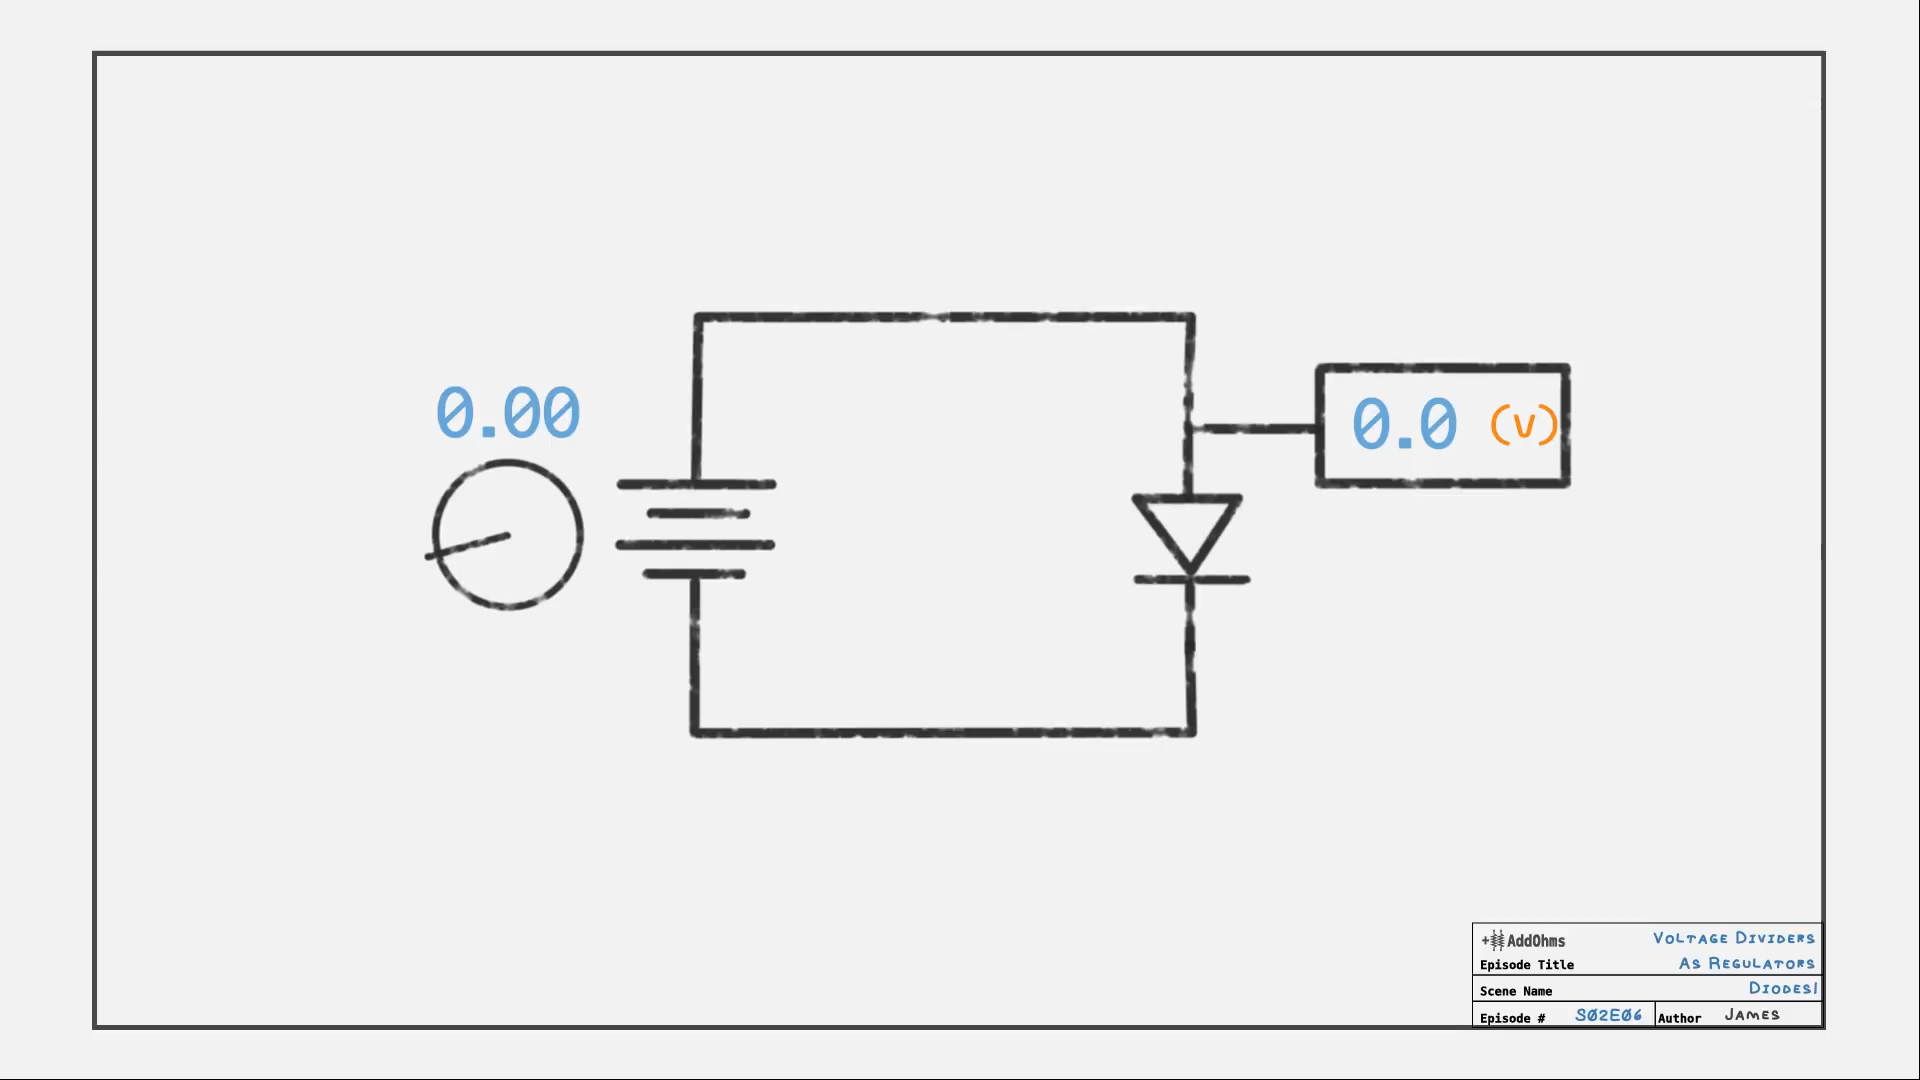 0.00
0.0 (V)
+AddOhms
Voltage Dividers
Episode Title
As Regulators
Scene Name
Diodes!
Episode #
S02E06
Author
James